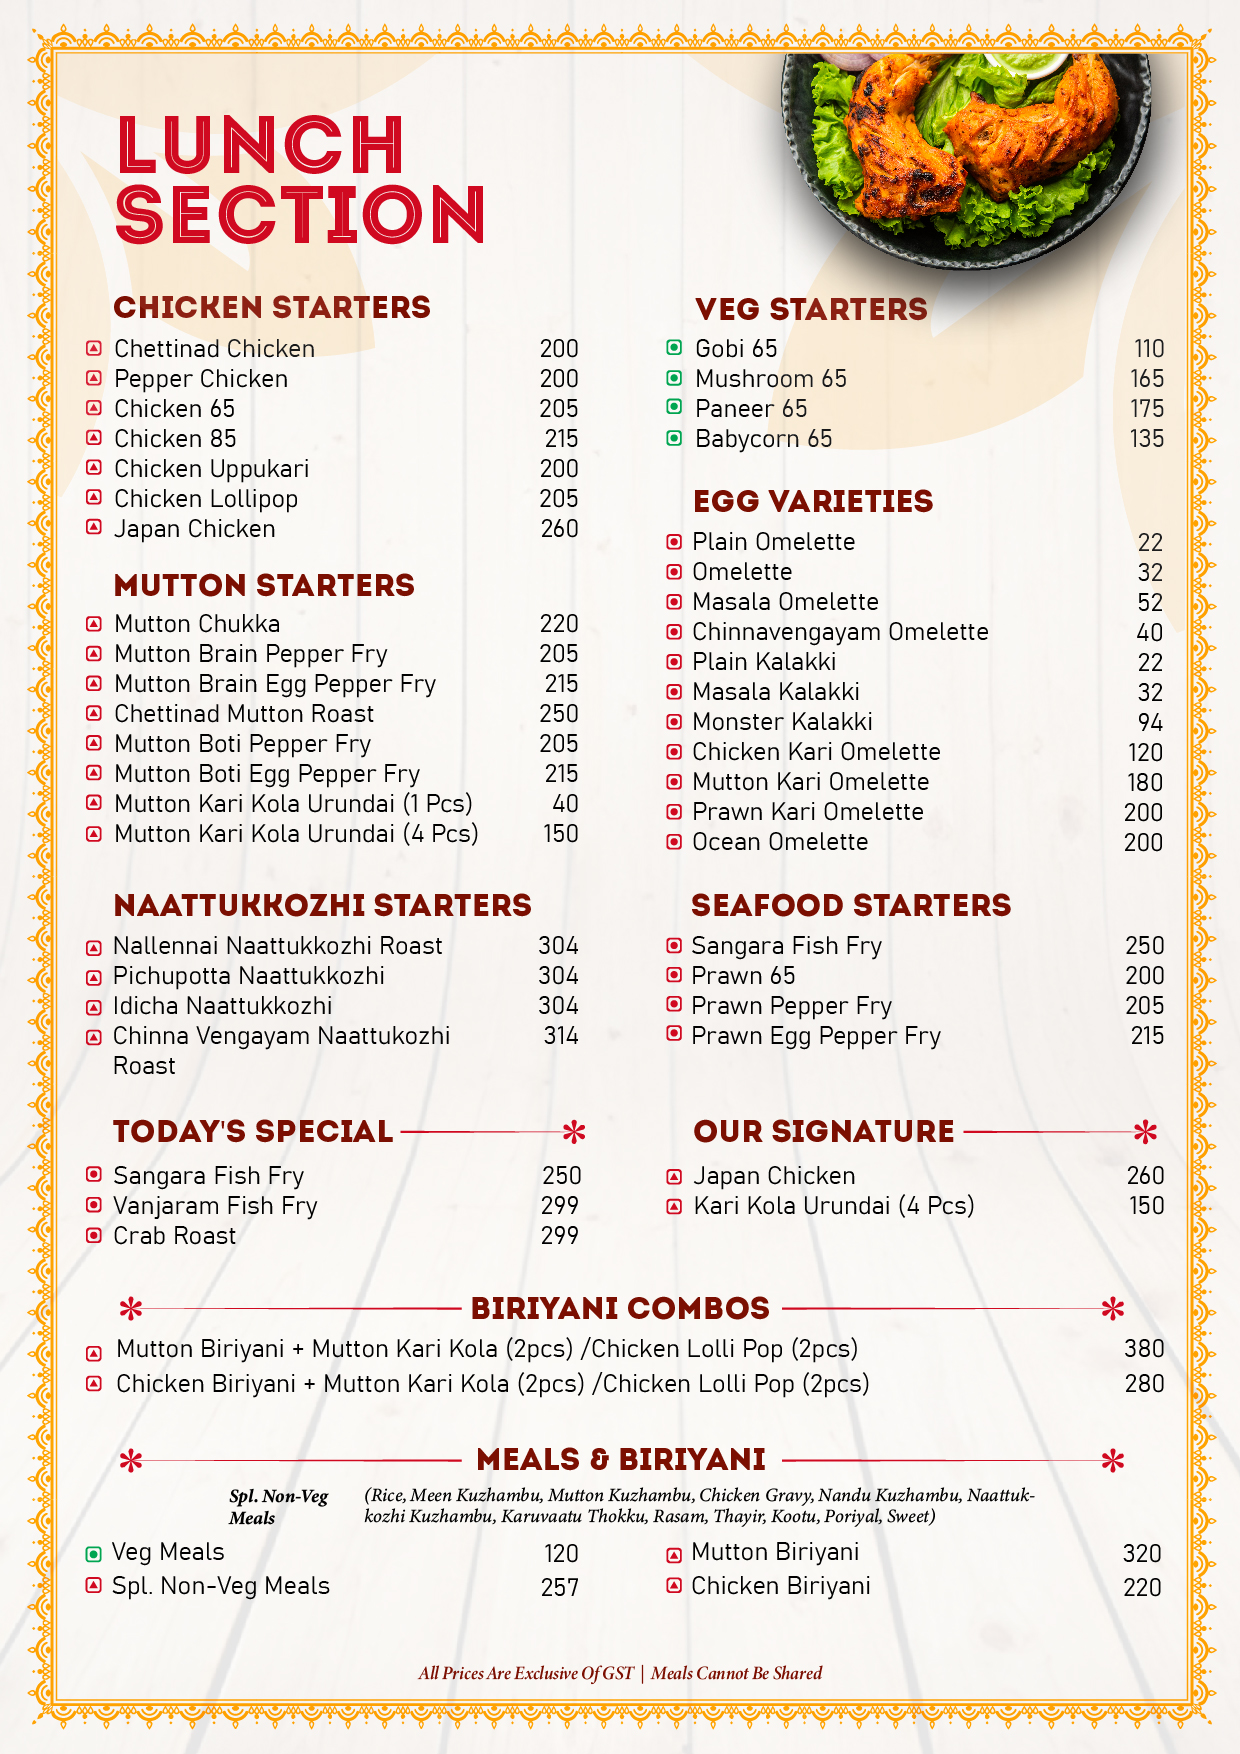 LUNCH
SECTION
CHICKEN STARTERS
Chettinad Chicken 200
Pepper Chicken 200
Chicken 65 205
Chicken 85 215
Chicken Uppukari 200
Chicken Lollipop 205
Japan Chicken 260
MUTTON STARTERS
Mutton Chukka 220
Mutton Brain Pepper Fry 205
Mutton Brain Egg Pepper Fry 215
Chettinad Mutton Roast 250
Mutton Boti Pepper Fry 205
Mutton Boti Egg Pepper Fry 215
Mutton Kari Kola Urundai (1 Pcs) 40
Mutton Kari Kola Urundai (4 Pcs) 150
NAATTUKKOZHI STARTERS
Nallennai Naattukkozhi Roast 304
Pichupotta Naattukkozhi 304
Idicha Naattukkozhi 304
Chinna Vengayam Naattukozhi 314
Roast
VEG STARTERS
Gobi 65 110
Mushroom 65 165
Paneer 65 175
Babycorn 65 135
EGG VARIETIES
Plain Omelette 22
Omelette 32
Masala Omelette 52
Chinnavengayam Omelette 40
Plain Kalakki 22
Masala Kalakki 32
Monster Kalakki 94
Chicken Kari Omelette 120
Mutton Kari Omelette 180
Prawn Kari Omelette 200
Ocean Omelette 200
SEAFOOD STARTERS
Sangara Fish Fry 250
Prawn 65 200
Prawn Pepper Fry 205
Prawn Egg Pepper Fry 215
TODAY'S SPECIAL
Sangara Fish Fry 250
Vanjaram Fish Fry 299
Crab Roast 299
OUR SIGNATURE
Japan Chicken 260
Kari Kola Urundai (4 Pcs) 150
BIRIYANI COMBOS
Mutton Biriyani + Mutton Kari Kola (2pcs) /Chicken Lolli Pop (2pcs) 380
Chicken Biriyani + Mutton Kari Kola (2pcs) /Chicken Lolli Pop (2pcs) 280
MEALS & BIRIYANI
Spl. Non-Veg (Rice, Meen Kuzhambu, Mutton Kuzhambu, Chicken Gravy, Nandu Kuzhambu, Naattuk-
Meals kozhi Kuzhambu, Karuvaatu Thokku, Rasam, Thayir, Kootu, Poriyal, Sweet)
Veg Meals 120
Spl. Non-Veg Meals 257
Mutton Biriyani 320
Chicken Biriyani 220
All Prices Are Exclusive Of GST | Meals Cannot Be Shared